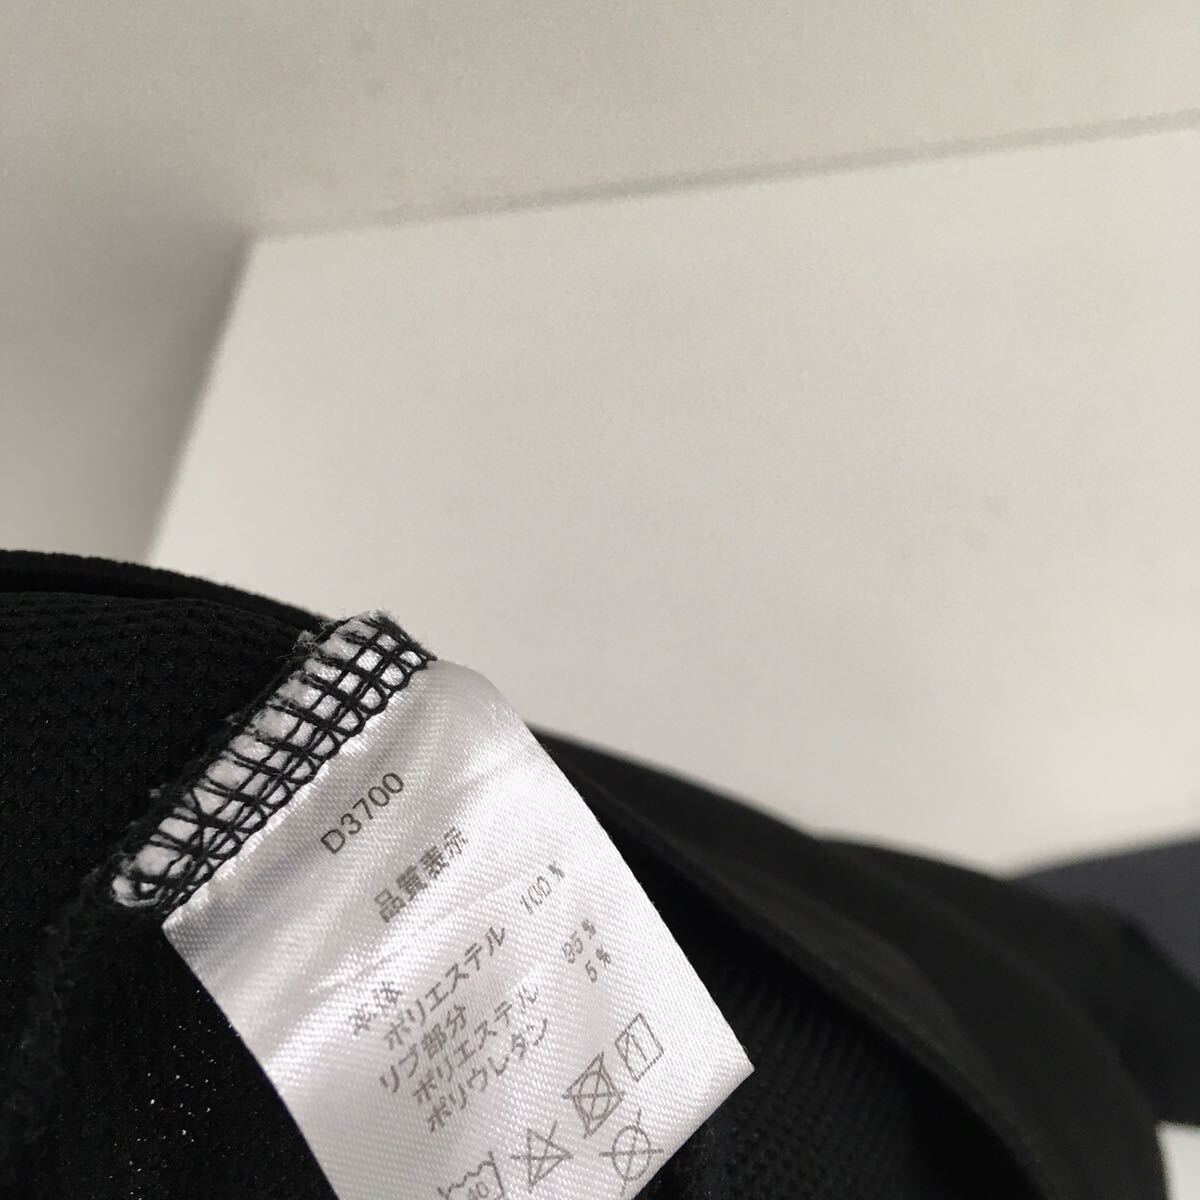 D3700
品質表示
本体
ポリエステル 100%
リブ部分
ポリエステル 95%
ポリウレタン 5%
40